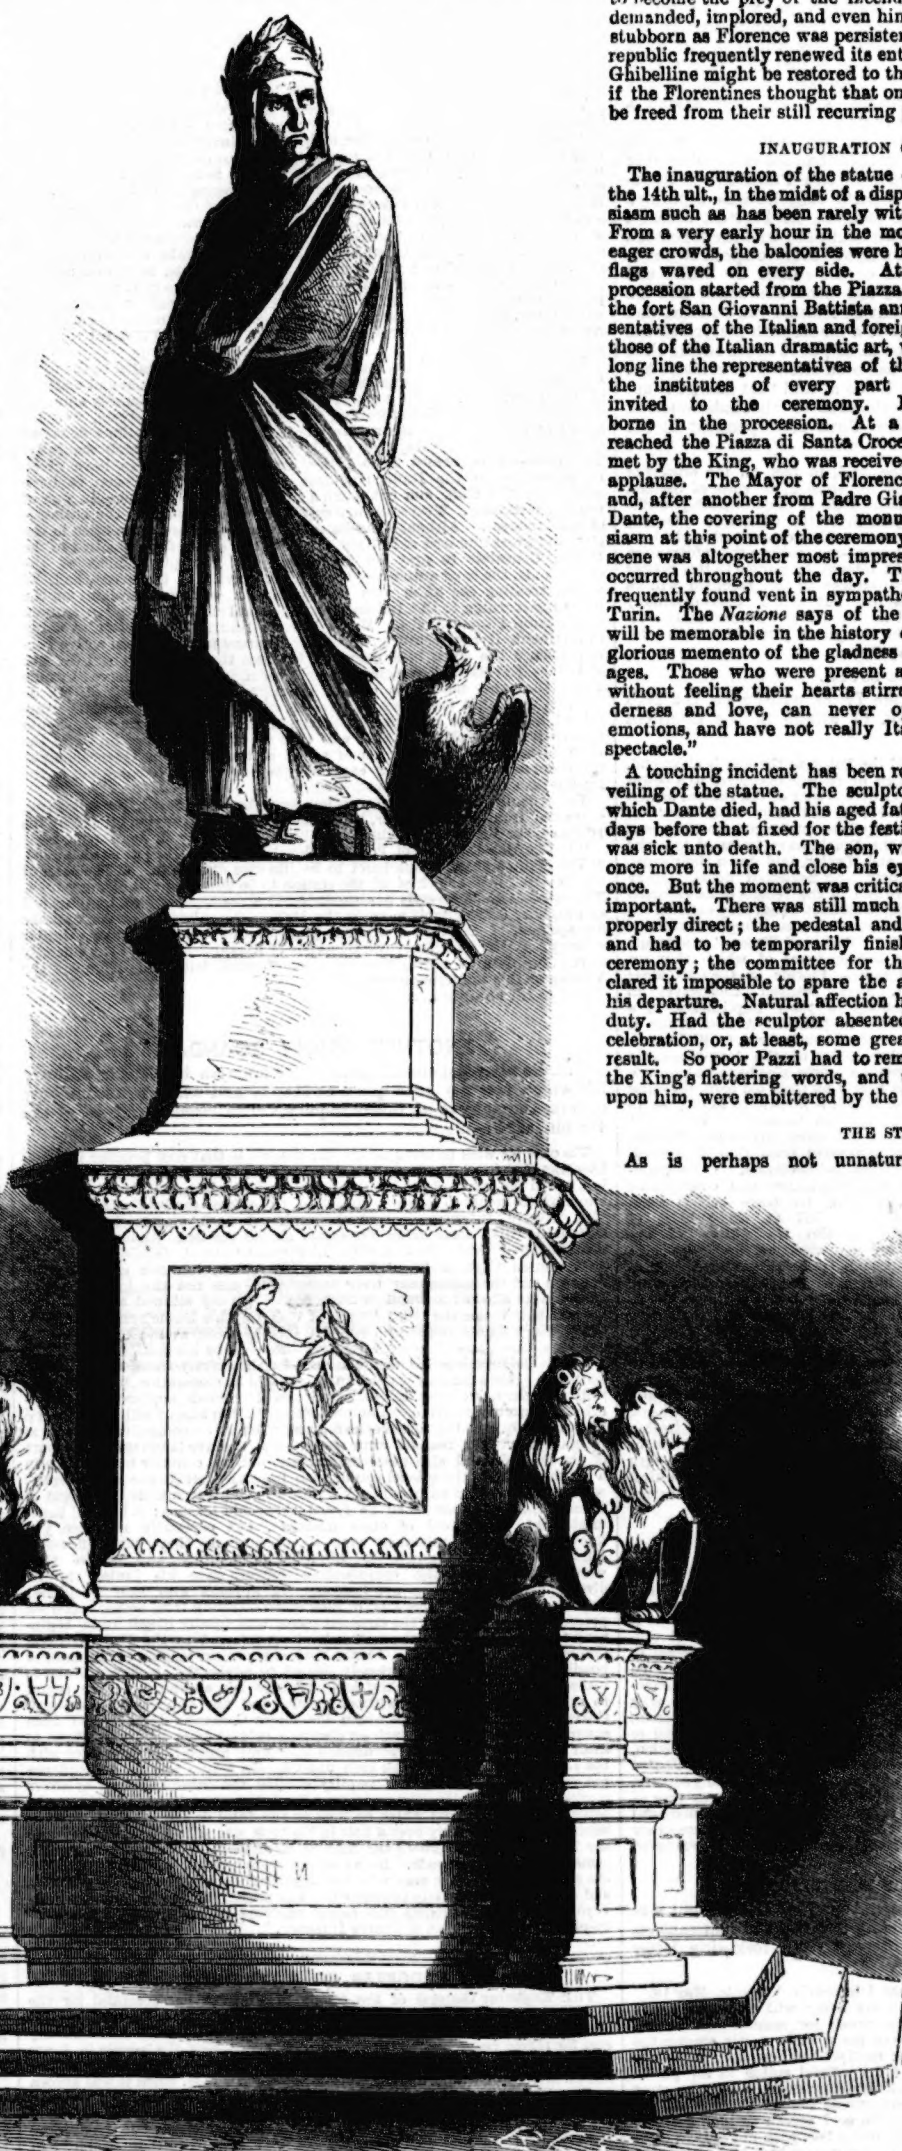 demanded, implored, and even him
stubborn as Florence was persisten
republic frequently renewed its ent
Ghibelline might be restored to th
if the Florentines thought that on
be freed from their still recurring
INAUGURATION
The inauguration of the statue
the 14th ult., in the midst of a disp
siasm such as has been rarely wit
From a very early hour in the mo
eager crowds, the balconies were h
flags waved on every side. At
procession started from the Piazza
the fort San Giovanni Battista ann
sentatives of the Italian and foreig
those of the Italian dramatic art,
long line the representatives of th
the institutes of every part
invited to the ceremony.
borne in the procession. At a
reached the Piazza di Santa Croce
met by the King, who was receive
applause. The Mayor of Florenc
and, after another from Padre Gia
Dante, the covering of the monu
siasm at this point of the ceremony
scene was altogether most impres
occurred throughout the day. T
frequently found vent in sympath
Turin. The Nazione says of the
will be memorable in the history
glorious memento of the gladness
ages. Those who were present a
without feeling their hearts stirre
derness and love, can never o
emotions, and have not really Ita
spectacle."
A touching incident has been re
veiling of the statue. The sculpto
which Dante died, had his aged fat
days before that fixed for the festi
was sick unto death. The son, w
once more in life and close his ey
once. But the moment was critica
important. There was still much
properly direct; the pedestal and
and had to be temporarily finish
ceremony; the committee for th
clared it impossible to spare the a
his departure. Natural affection h
duty. Had the sculptor absented
celebration, or, at least, some grea
result. So poor Pazzi had to rem
the King's flattering words, and
upon him, were embittered by the
THE ST
As is perhaps not unnatur